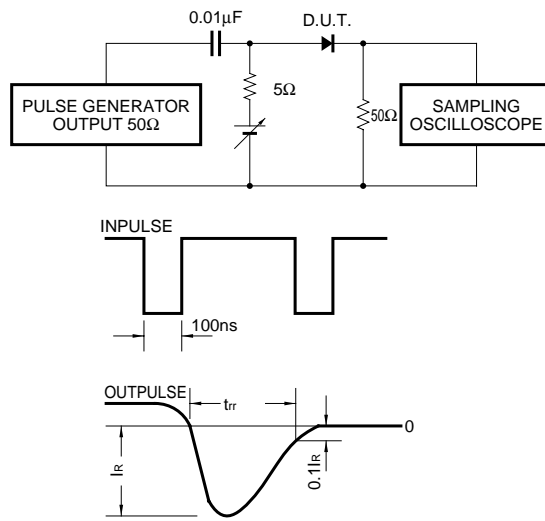 0.01μF
D.U.T.
5Ω
PULSE GENERATOR
OUTPUT 50Ω
50Ω
SAMPLING
OSCILLOSCOPE
INPULSE
100ns
OUTPULSE
trr
0
IR
0.1IR